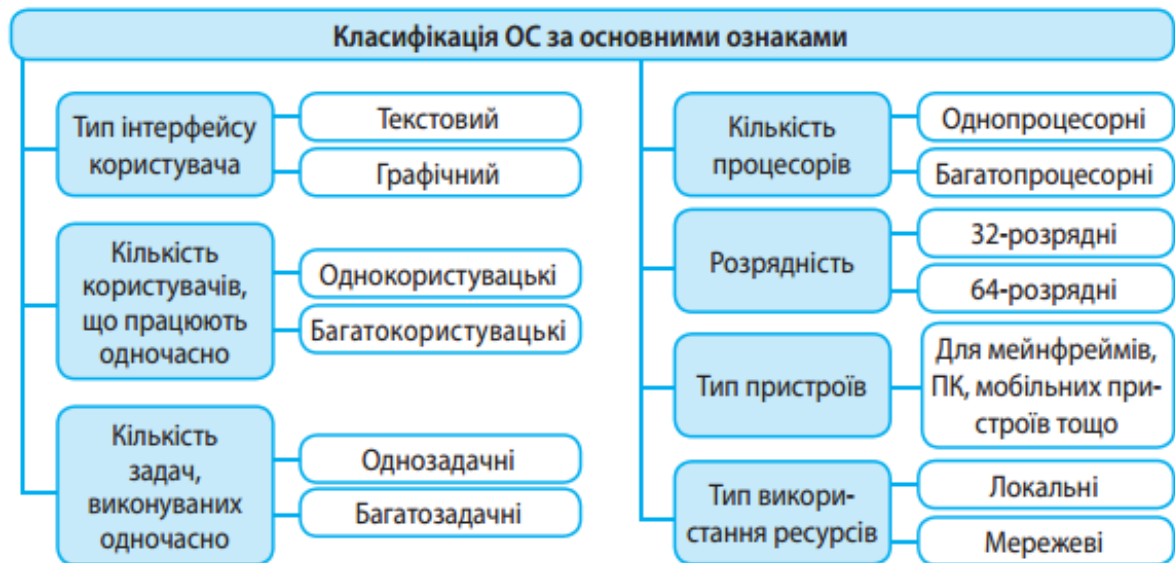 Класифікація ОС за основними ознаками
Тип інтерфейсу
користувача
Текстовий
Графічний
Кількість
користувачів,
що працюють
одночасно
Однокористувацькі
Багатокористувацькі
Кількість
задач,
виконуваних
одночасно
Однозадачні
Багатозадачні
Кількість
процесорів
Однопроцесорні
Багатопроцесорні
Розрядність
32-розрядні
64-розрядні
Тип пристроїв
Для мейнфреймів,
ПК, мобільних при-
строїв тощо
Тип викори-
стання ресурсів
Локальні
Мережеві